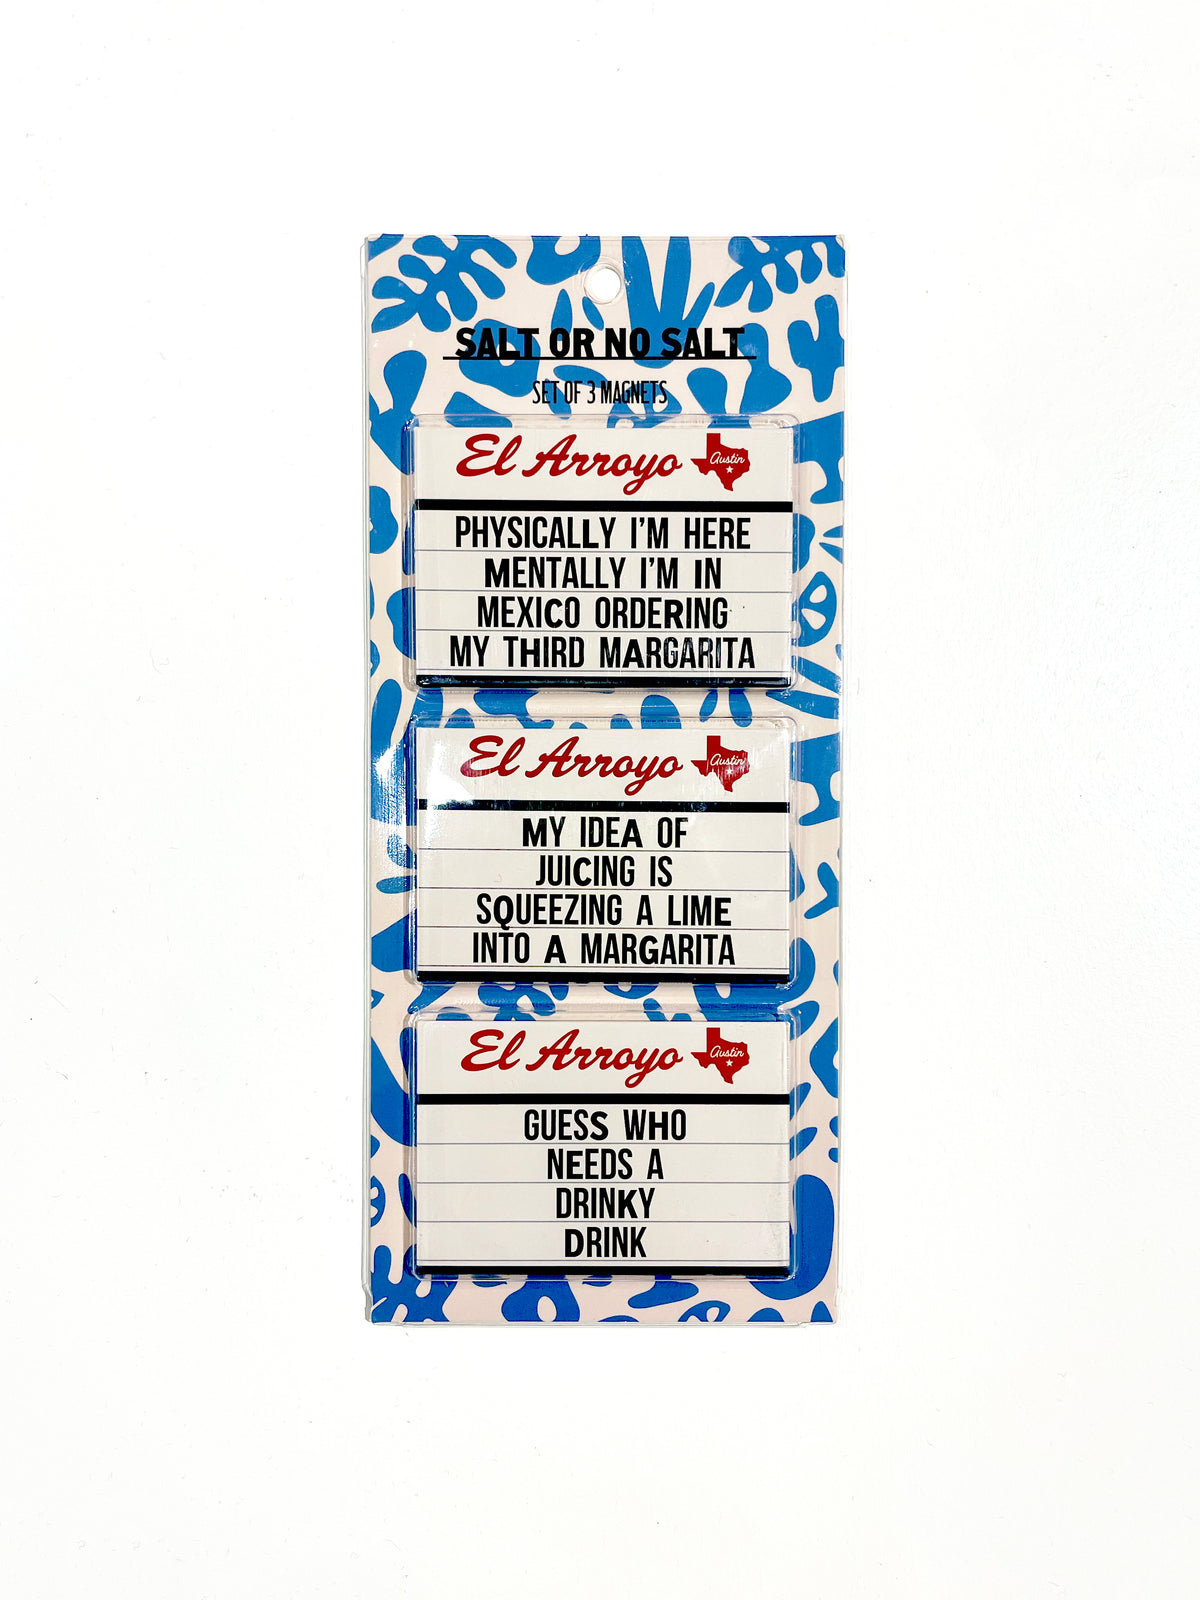 SALT OR NO SALT
SET OF 3 MAGNETS
El Arroyo Austin
PHYSICALLY I'M HERE
MENTALLY I'M IN
MEXICO ORDERING
MY THIRD MARGARITA
El Arroyo Austin
MY IDEA OF
JUICING IS
SQUEEZING A LIME
INTO A MARGARITA
El Arroyo Austin
GUESS WHO
NEEDS A
DRINKY
DRINK